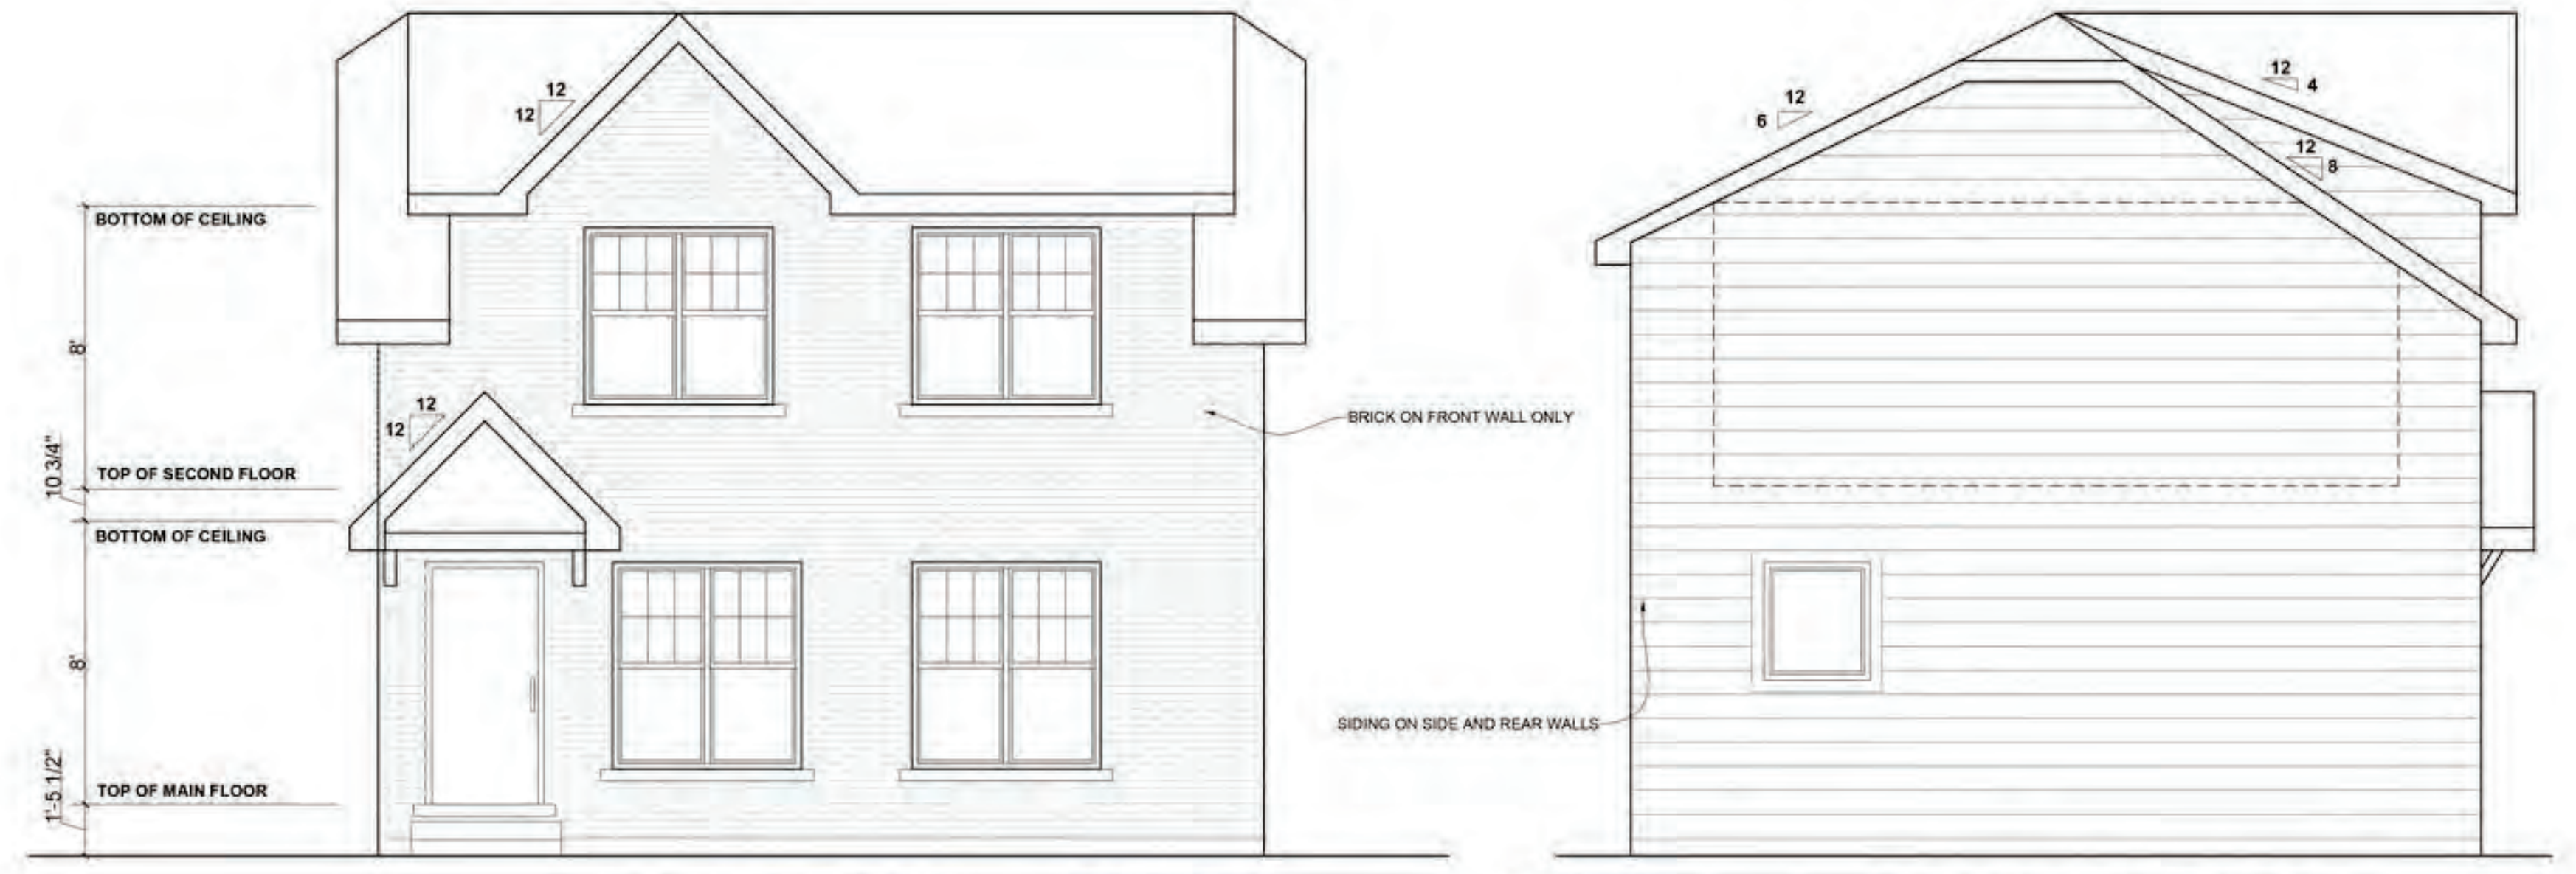 12
12
BOTTOM OF CEILING
8'
12
12
10 3/4"
TOP OF SECOND FLOOR
BOTTOM OF CEILING
8'
1'-5 1/2"
TOP OF MAIN FLOOR
BRICK ON FRONT WALL ONLY
SIDING ON SIDE AND REAR WALLS
12
6
12
4
12
8